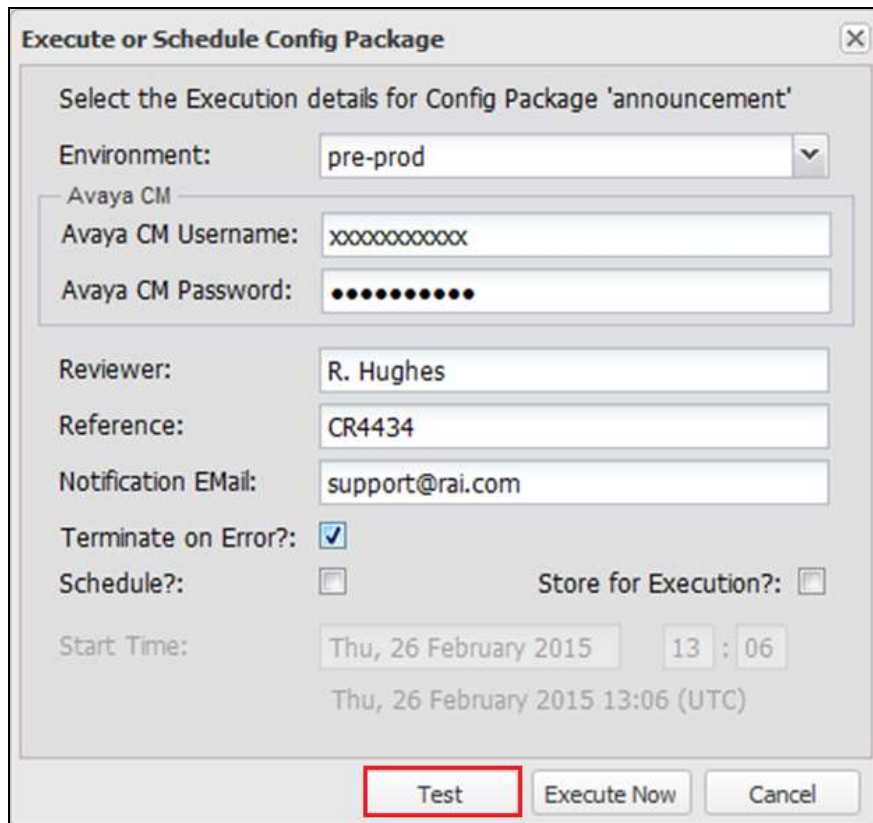 Execute or Schedule Config Package
Select the Execution details for Config Package 'announcement'
Environment: pre-prod
Avaya CM
Avaya CM Username: xxxxxxxxxxx
Avaya CM Password: ●●●●●●●●●●
Reviewer: R. Hughes
Reference: CR4434
Notification EMail: support@rai.com
Terminate on Error?:
Schedule?: Store for Execution?:
Start Time: Thu, 26 February 2015 13 : 06
Thu, 26 February 2015 13:06 (UTC)
Test Execute Now Cancel